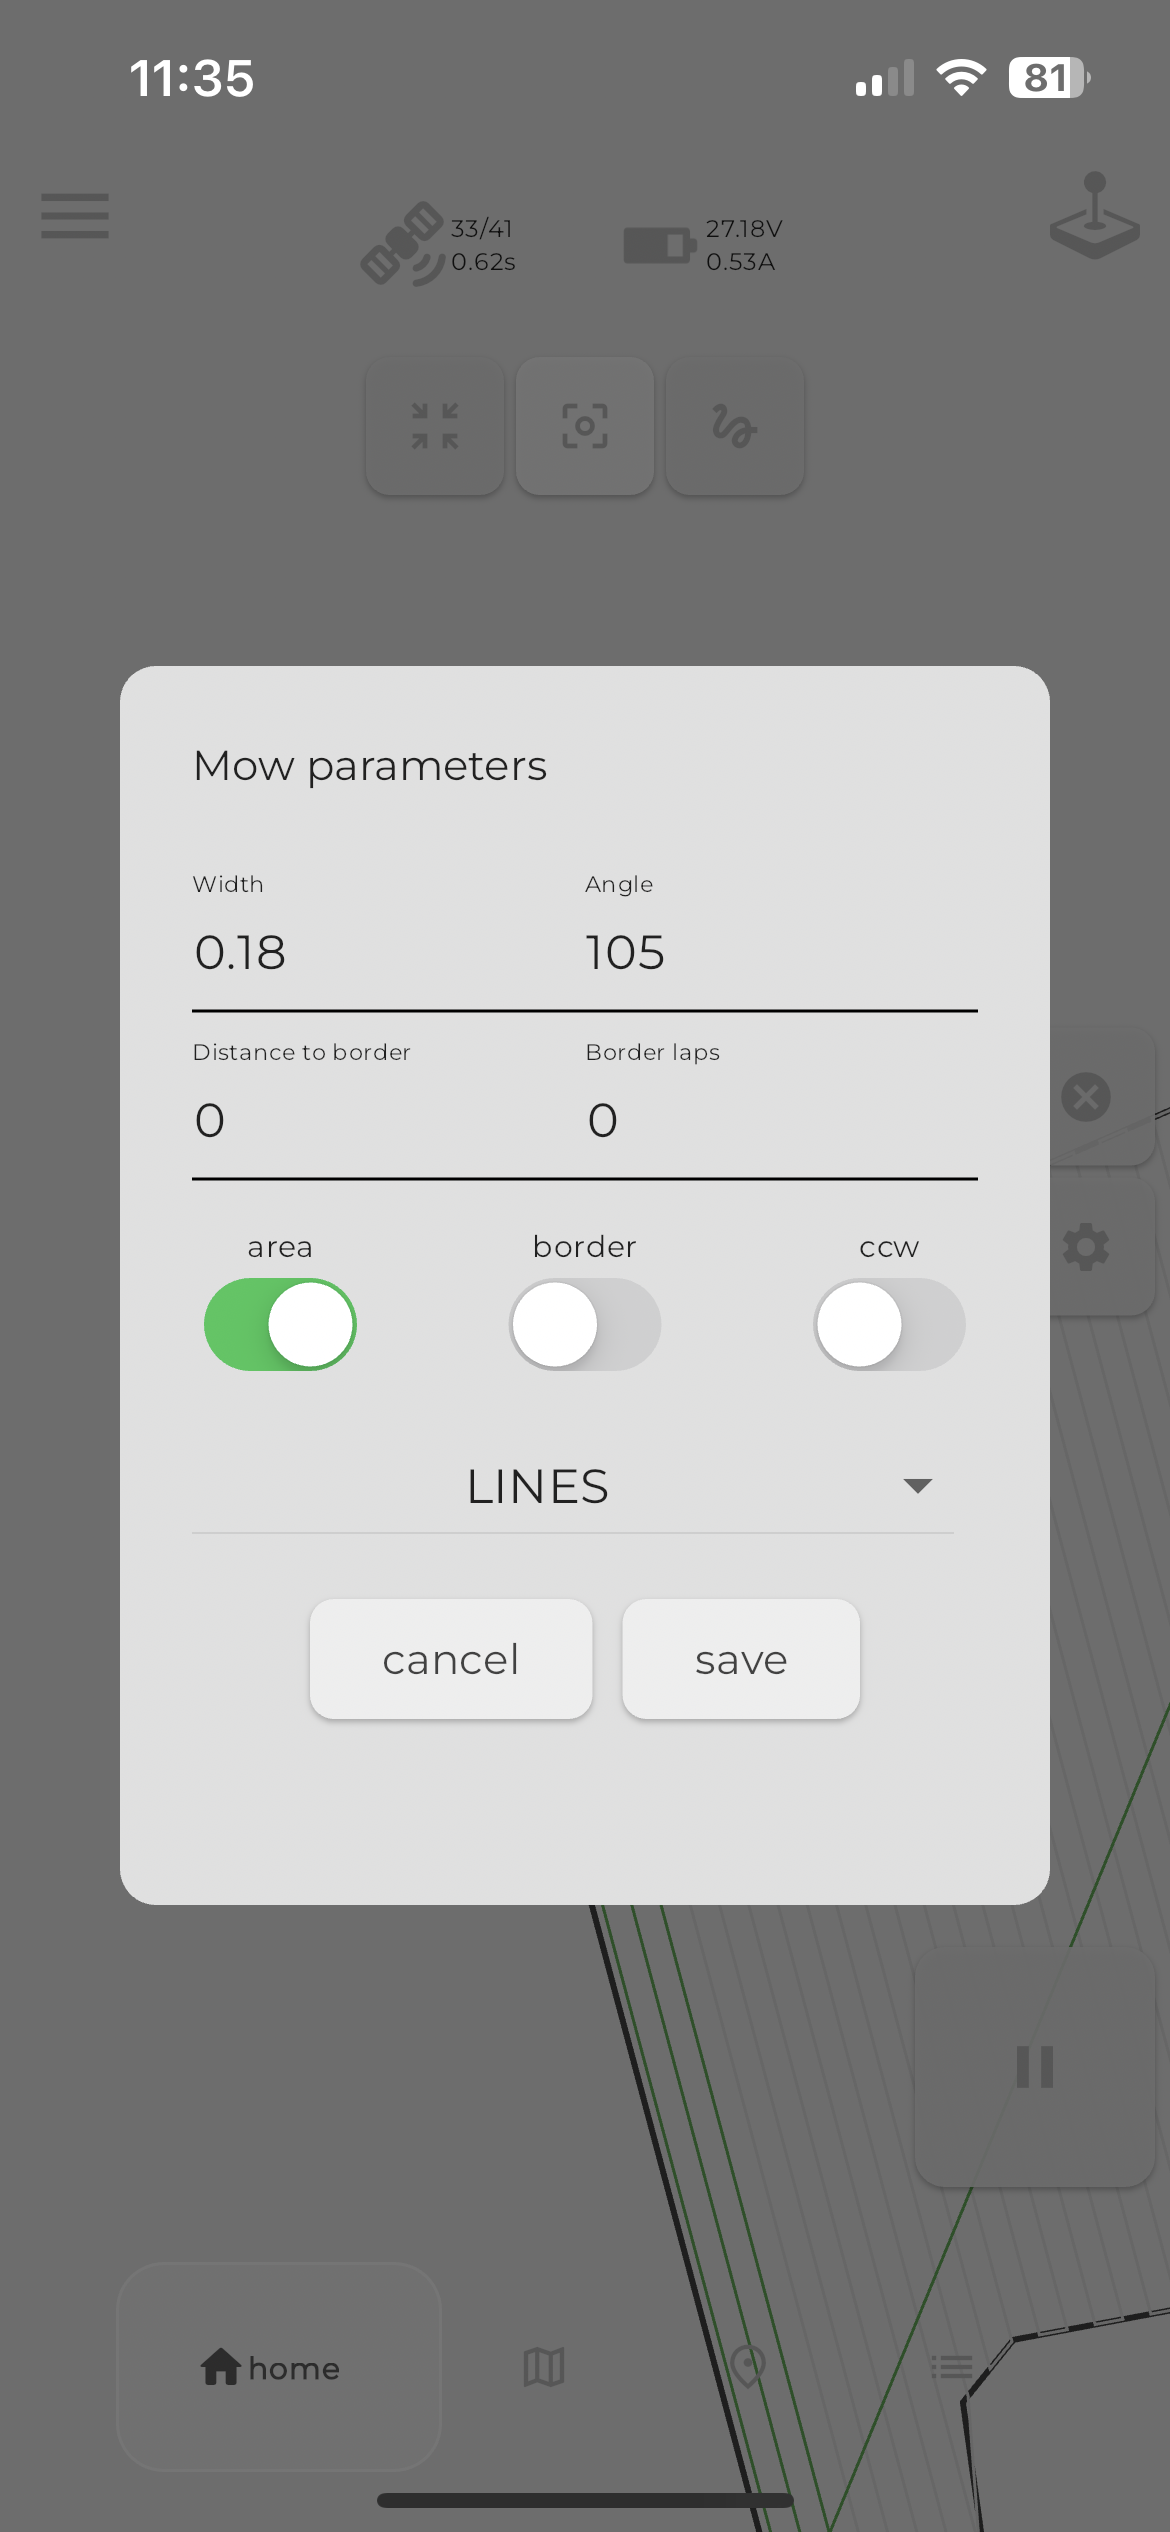 11:35
81
33/41
0.62s
27.18V
0.53A
Mow parameters
Width
Angle
0.18
105
Distance to border
Border laps
0
0
area
border
ccw
LINES
cancel
save
home